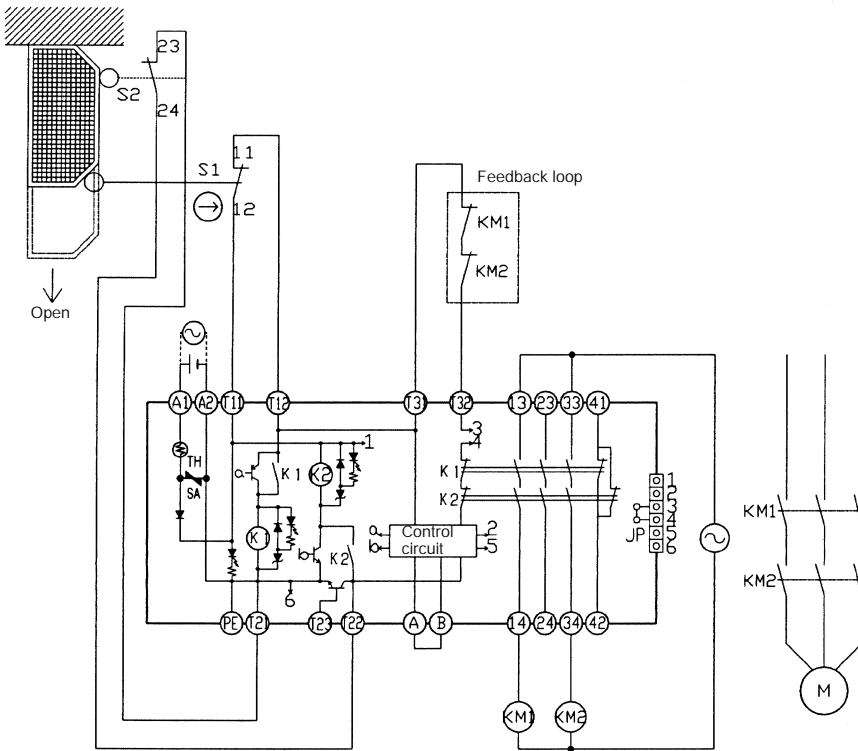 23
S2
24
11
S1
12
Open
Feedback loop
KM1
KM2
A1 A2 T11 T12 T31 T32 13 23 33 41
1
3
4
TH
SA
a
K1
K2
K1
K2
K1
b
K2
a
b
Control
circuit
2
5
6
1
2
3
4
5
6
JP
KM1
KM2
PE T21 T23 T22 A B 14 24 34 42
KM1
KM2
M